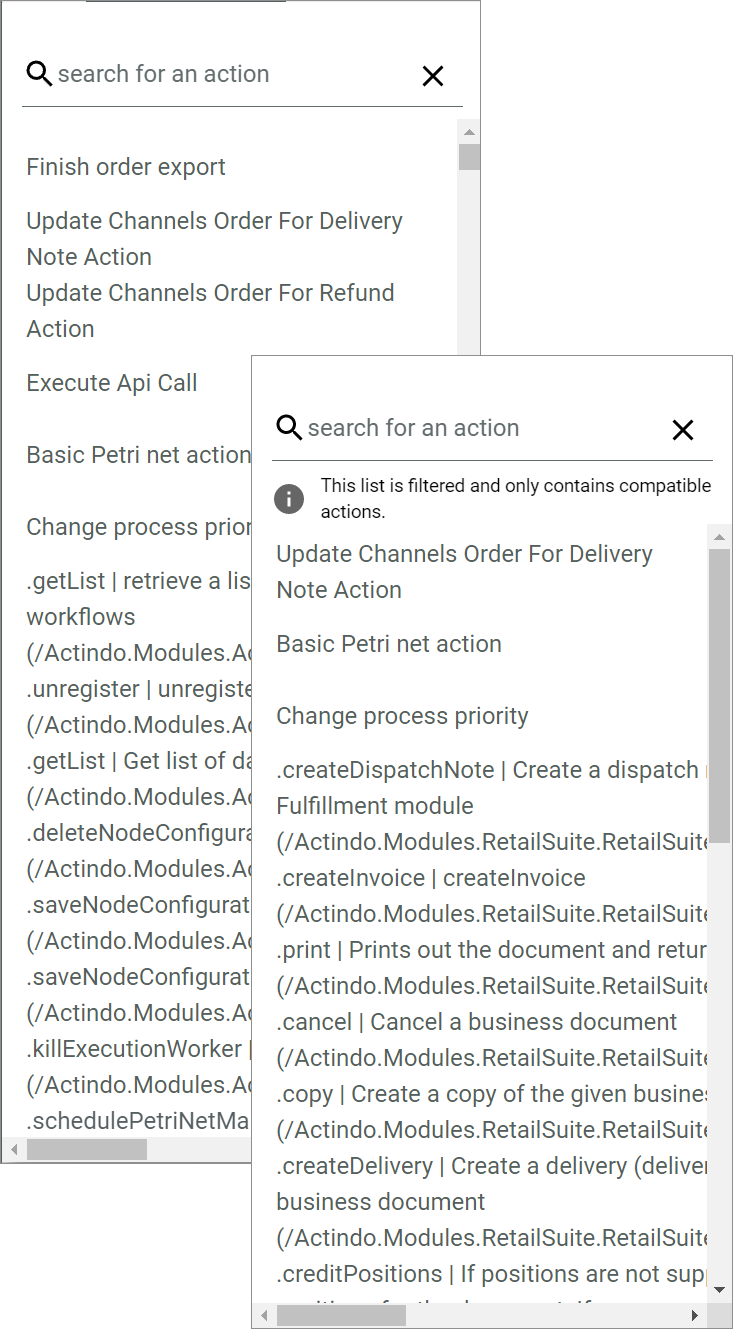 search for an action
Finish order export
Update Channels Order For Delivery
Note Action
Update Channels Order For Refund
Action
Execute Api Call
Basic Petri net action
Change process prior
.getList | retrieve a lis
workflows
(/Actindo.Modules.Ac
.unregister | unregiste
(/Actindo.Modules.Ac
.getList | Get list of da
(/Actindo.Modules.Ac
.deleteNodeConfigura
(/Actindo.Modules.Ac
.saveNodeConfigurat
(/Actindo.Modules.Ac
.saveNodeConfigurat
(/Actindo.Modules.Ac
.killExecutionWorker |
(/Actindo.Modules.Ac
.schedulePetriNetMa
search for an action
This list is filtered and only contains compatible
actions.
Update Channels Order For Delivery
Note Action
Basic Petri net action
Change process priority
.createDispatchNote | Create a dispatch
Fulfillment module
(/Actindo.Modules.RetailSuite.RetailSuite
.createInvoice | createInvoice
(/Actindo.Modules.RetailSuite.RetailSuite
.print | Prints out the document and retur
(/Actindo.Modules.RetailSuite.RetailSuite
.cancel | Cancel a business document
(/Actindo.Modules.RetailSuite.RetailSuite
.copy | Create a copy of the given busines
(/Actindo.Modules.RetailSuite.RetailSuite
.createDelivery | Create a delivery (deliver
business document
(/Actindo.Modules.RetailSuite.RetailSuite
.creditPositions | If positions are not supp